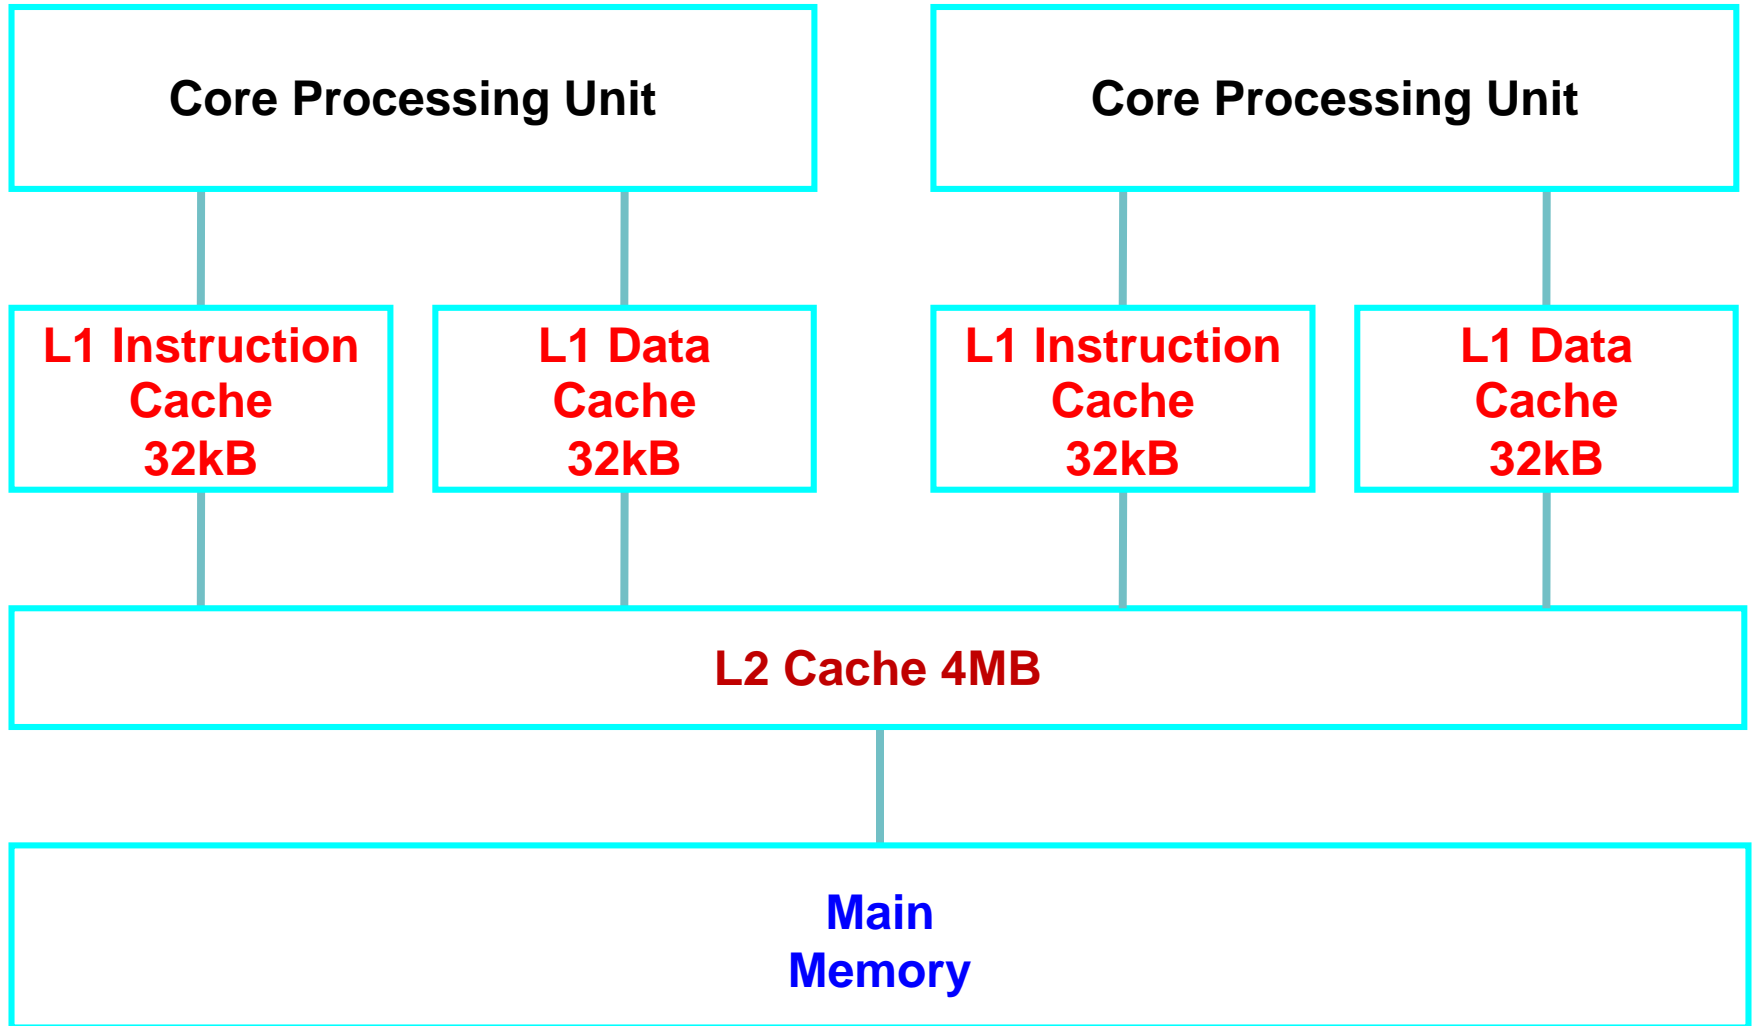 Core Processing Unit
Core Processing Unit
L1 Instruction
Cache
32kB
L1 Data
Cache
32kB
L1 Instruction
Cache
32kB
L1 Data
Cache
32kB
L2 Cache 4MB
Main
Memory